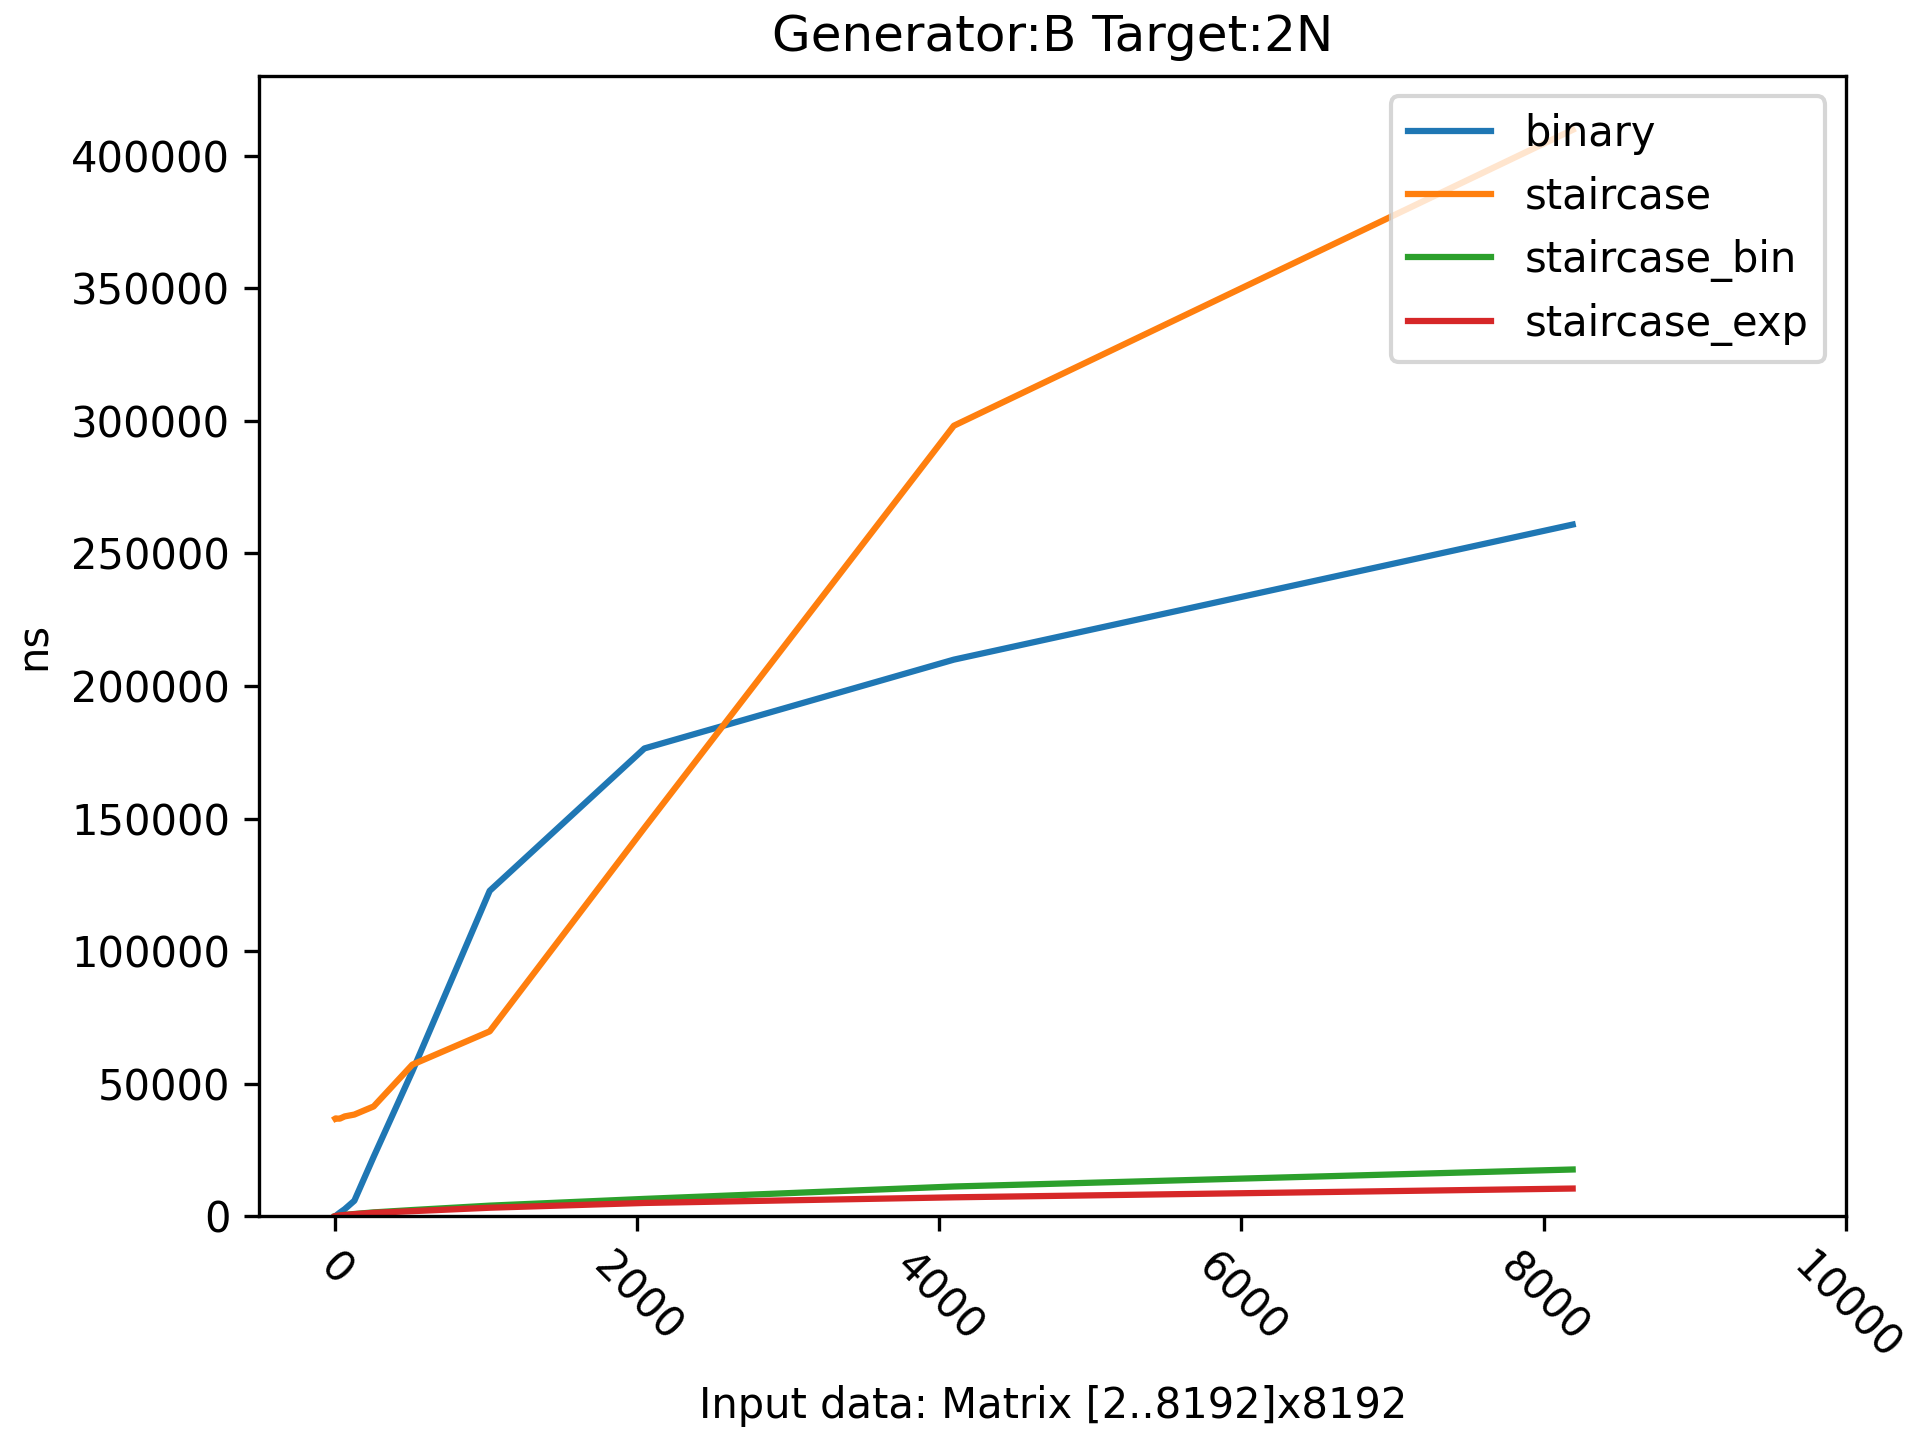 Generator:B Target:2N
binary
staircase
staircase_bin
staircase_exp
400000
350000
300000
250000
200000
150000
100000
50000
0
ns
0 2000 4000 6000 8000 10000
Input data: Matrix [2..8192]x8192